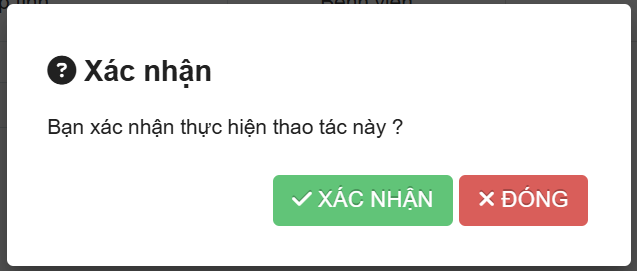 Xác nhận
Bạn xác nhận thực hiện thao tác này ?
XÁC NHẬN
ĐÓNG